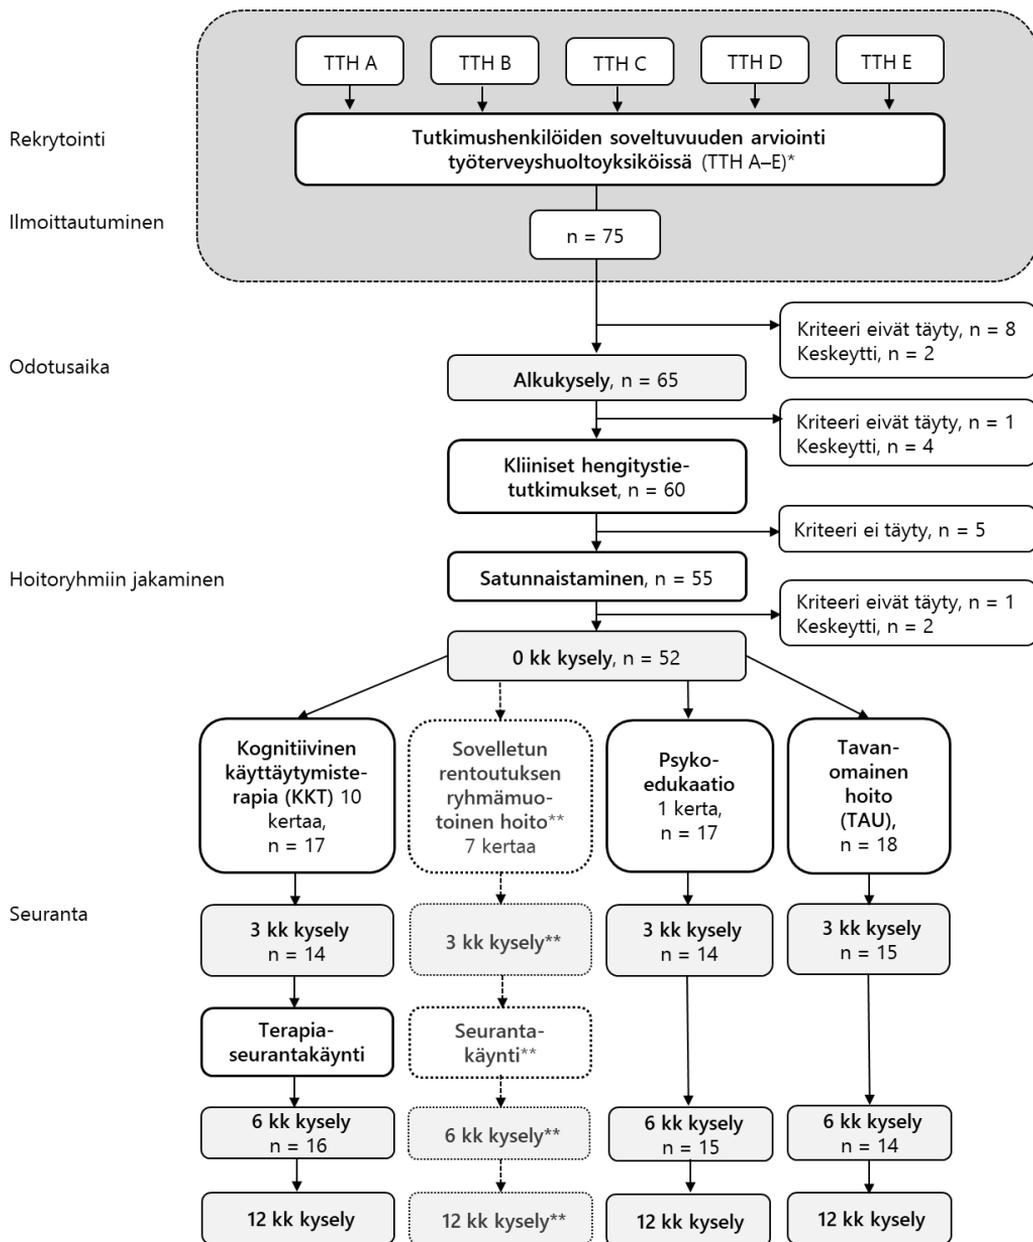 TTH A
TTH B
TTH C
TTH D
TTH E
Rekrytointi
Tutkimushenkilöiden soveltuvuuden arviointi
työterveyshuoltoyksiköissä (TTH A–E)*
Ilmoittautuminen
n = 75
Kriteeri eivät täyty, n = 8
Keskeytti, n = 2
Odotusaika
Alkukysely, n = 65
Kriteeri eivät täyty, n = 1
Keskeytti, n = 4
Kliiniset hengitystie-
tutkimukset, n = 60
Kriteeri ei täyty, n = 5
Hoitoryhmiin jakaminen
Satunnaistaminen, n = 55
Kriteeri eivät täyty, n = 1
Keskeytti, n = 2
0 kk kysely, n = 52
Kognitiivinen
käyttäytymiste-
rapia (KKT) 10
kertaa,
n = 17
Sovelletun
rentoutuksen
ryhmämuo-
toinen hoito**
7 kertaa
Psyko-
edukaatio
1 kerta,
n = 17
Tavan-
omainen
hoito
(TAU),
n = 18
Seuranta
3 kk kysely
n = 14
3 kk kysely**
3 kk kysely
n = 14
3 kk kysely
n = 15
Terapia-
seurantakäynti
Seuranta-
käynti**
6 kk kysely
n = 16
6 kk kysely**
6 kk kysely
n = 15
6 kk kysely
n = 14
12 kk kysely
12 kk kysely**
12 kk kysely
12 kk kysely